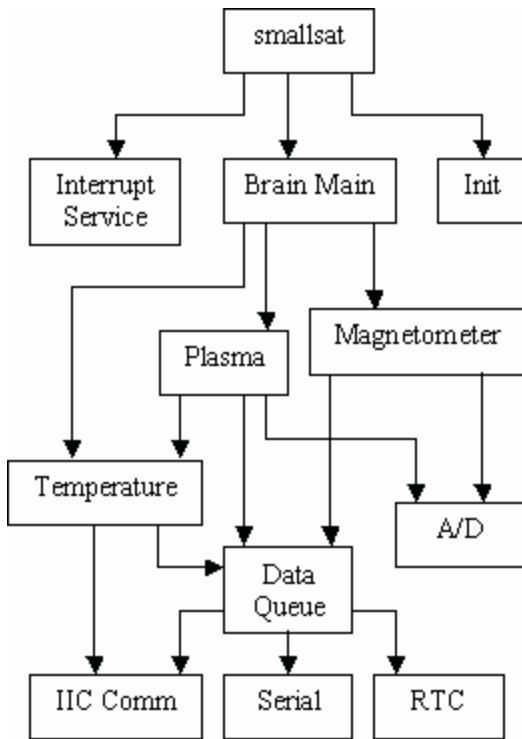 smallsat
Interrupt
Service
Brain Main
Init
Magnetometer
Plasma
Temperature
A/D
Data
Queue
IIC Comm
Serial
RTC